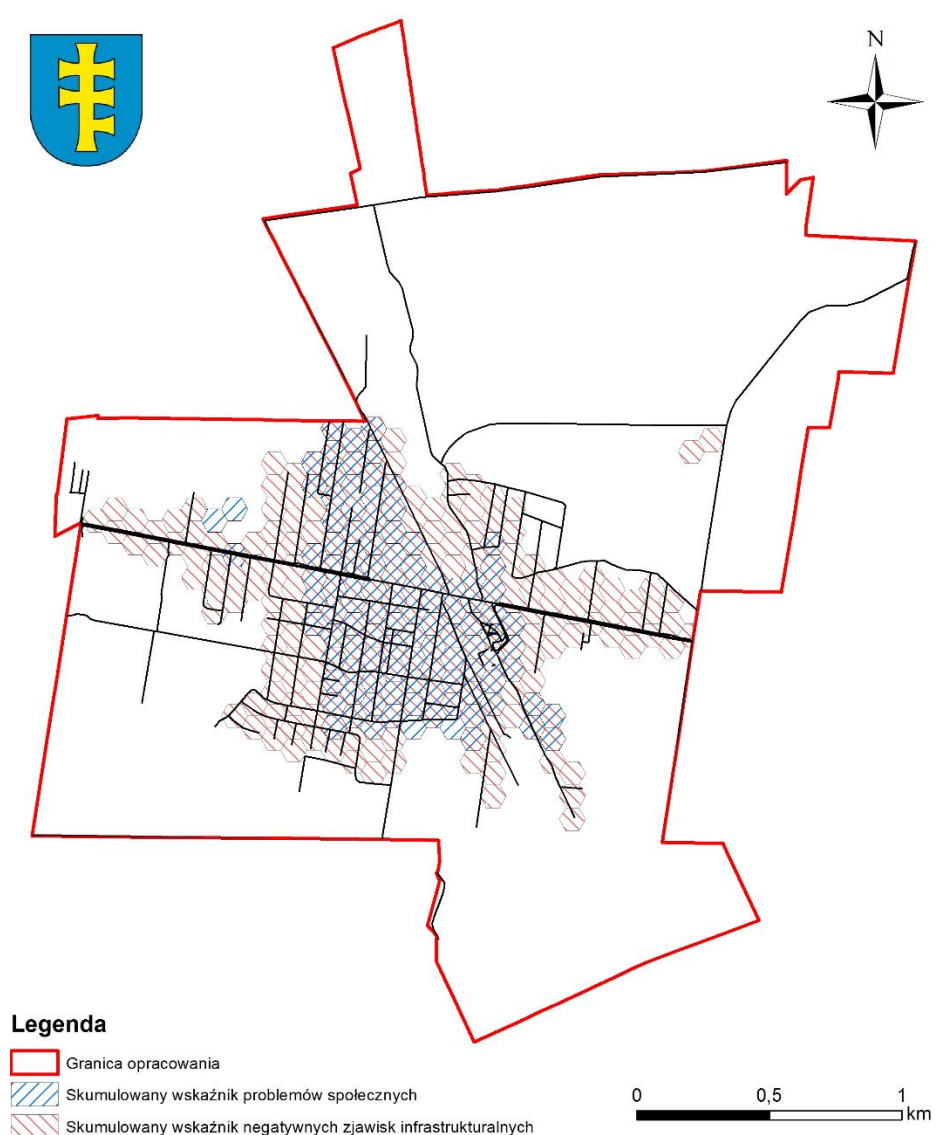 N
Legenda
Granica opracowania
Skumulowany wskaźnik problemów społecznych
Skumulowany wskaźnik negatywnych zjawisk infrastrukturalnych
0 0,5 1
km